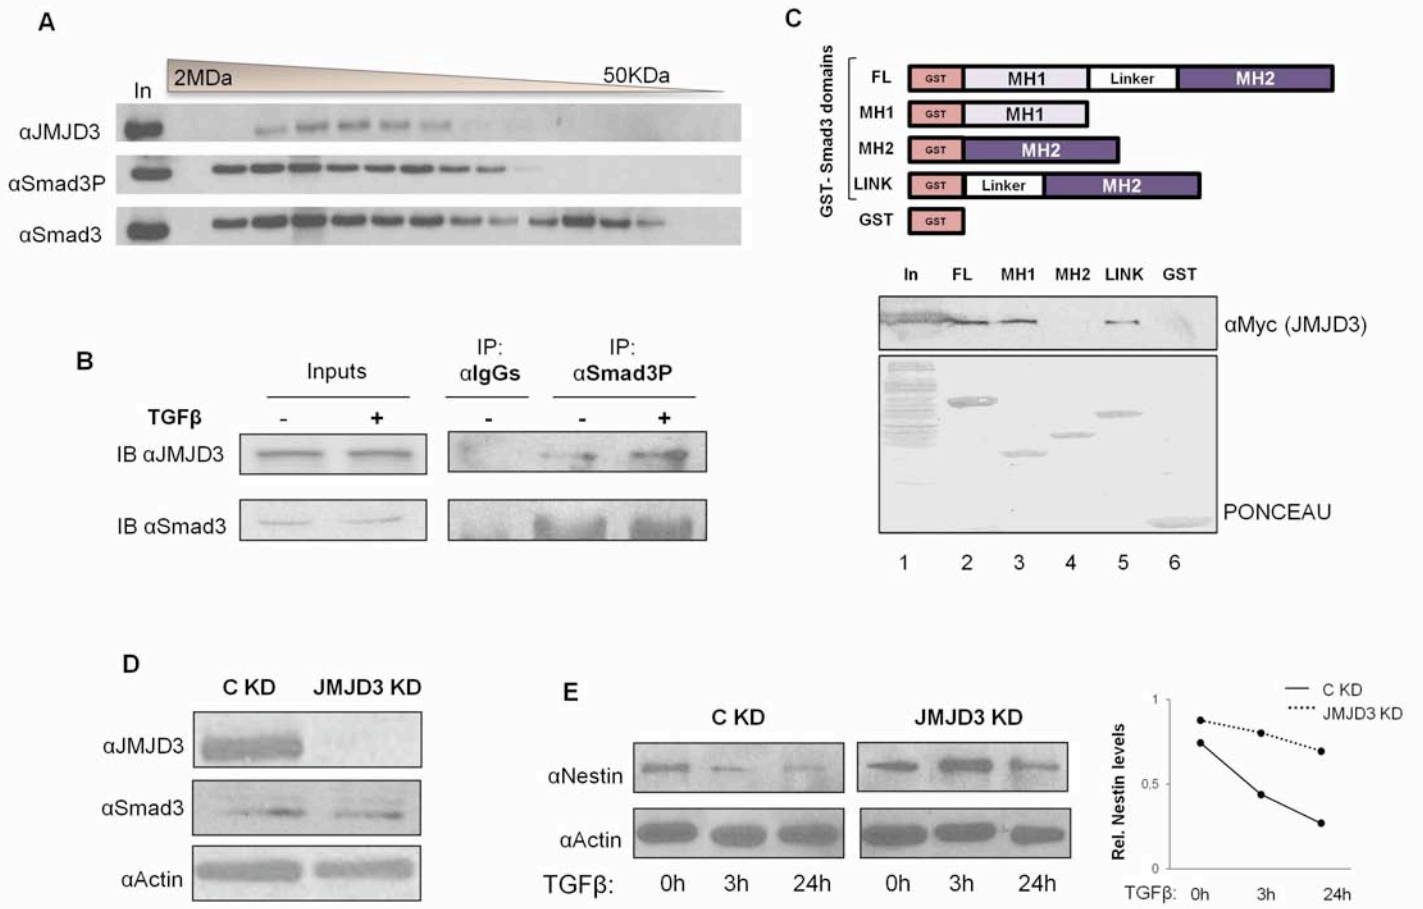 A
2MDa 50KDa
In
αJMJD3
αSmad3P
αSmad3
B
Inputs
IP:
αIgGs
IP:
αSmad3P
TGFβ - + - - +
IB αJMJD3
IB αSmad3
C
GST- Smad3 domains
FL GST MH1 Linker MH2
MH1 GST MH1
MH2 GST MH2
LINK GST Linker MH2
GST GST
In FL MH1 MH2 LINK GST
αMyc (JMJD3)
PONCEAU
1 2 3 4 5 6
D
C KD JMJD3 KD
αJMJD3
αSmad3
αActin
E
C KD JMJD3 KD
αNestin
αActin
TGFβ: 0h 3h 24h 0h 3h 24h
C KD
JMJD3 KD
Rel. Nestin levels
1
0.5
0
TGFβ: 0h 3h 24h